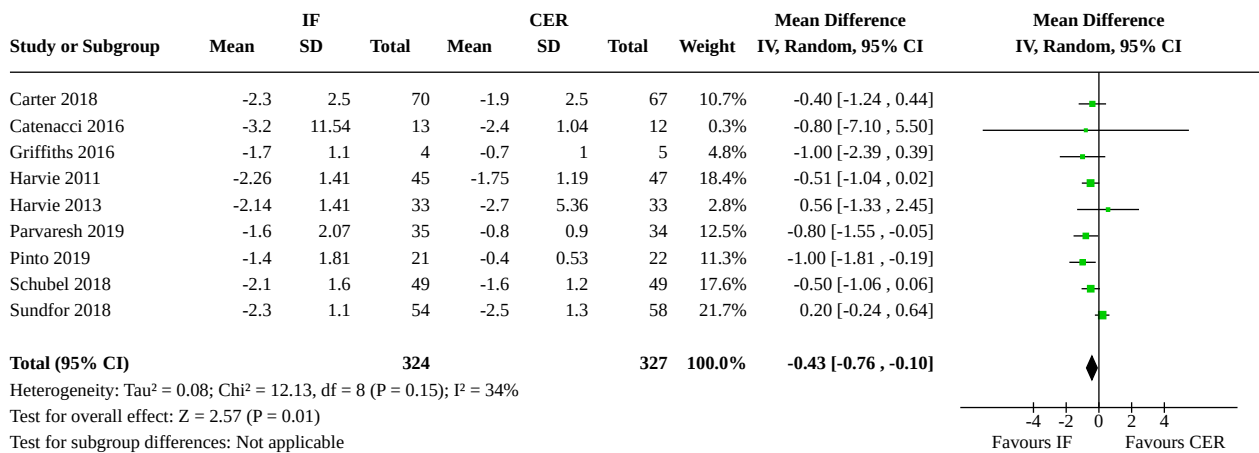 IF CER Mean Difference Mean Difference
Study or Subgroup Mean SD Total Mean SD Total Weight IV, Random, 95% CI IV, Random, 95% CI
Carter 2018 -2.3 2.5 70 -1.9 2.5 67 10.7% -0.40 [-1.24 , 0.44]
Catenacci 2016 -3.2 11.54 13 -2.4 1.04 12 0.3% -0.80 [-7.10 , 5.50]
Griffiths 2016 -1.7 1.1 4 -0.7 1 5 4.8% -1.00 [-2.39 , 0.39]
Harvie 2011 -2.26 1.41 45 -1.75 1.19 47 18.4% -0.51 [-1.04 , 0.02]
Harvie 2013 -2.14 1.41 33 -2.7 5.36 33 2.8% 0.56 [-1.33 , 2.45]
Parvaresh 2019 -1.6 2.07 35 -0.8 0.9 34 12.5% -0.80 [-1.55 , -0.05]
Pinto 2019 -1.4 1.81 21 -0.4 0.53 22 11.3% -1.00 [-1.81 , -0.19]
Schubel 2018 -2.1 1.6 49 -1.6 1.2 49 17.6% -0.50 [-1.06 , 0.06]
Sundfor 2018 -2.3 1.1 54 -2.5 1.3 58 21.7% 0.20 [-0.24 , 0.64]
Total (95% CI) 324 327 100.0% -0.43 [-0.76 , -0.10]
Heterogeneity: Tau² = 0.08; Chi² = 12.13, df = 8 (P = 0.15); I² = 34%
Test for overall effect: Z = 2.57 (P = 0.01)
Test for subgroup differences: Not applicable
-4 -2 0 2 4
Favours IF Favours CER